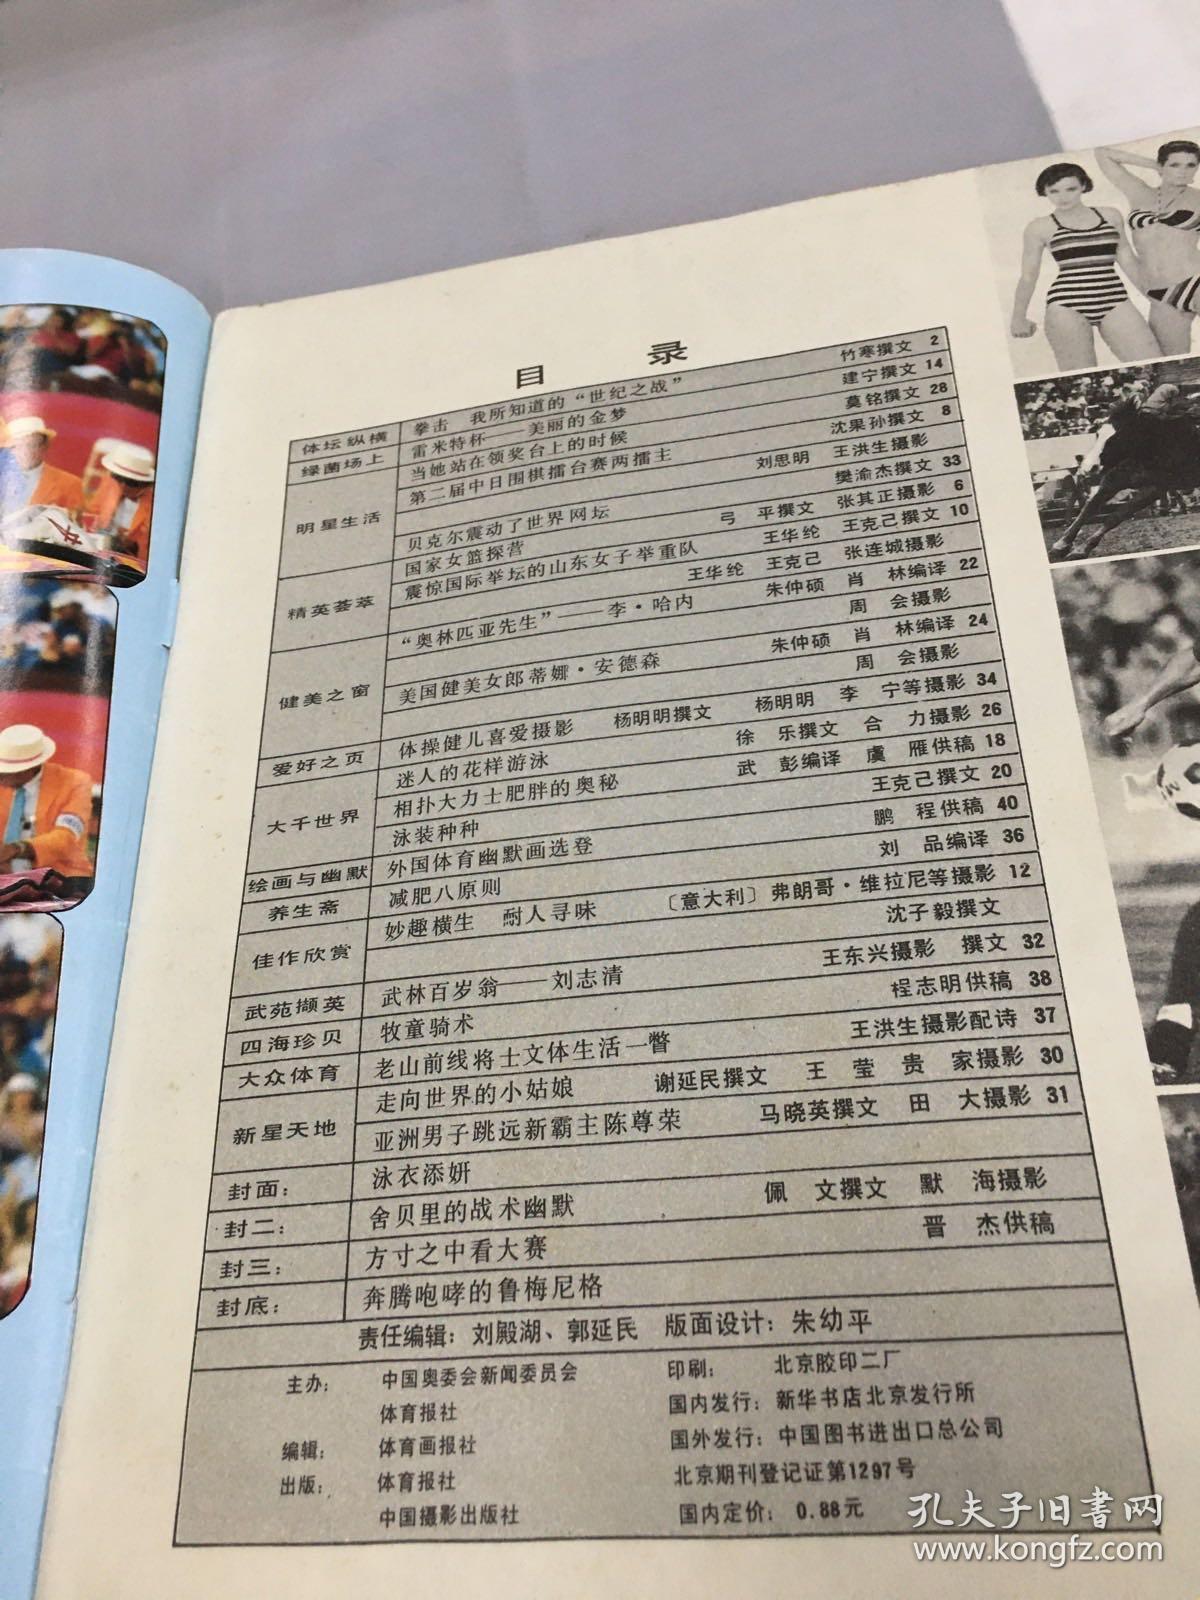 目 录
体坛纵横 拳击 我所知道的“世纪之战” 竹寒撰文 2
绿菌场上 雷米特杯——美丽的金梦 建宁撰文 14
明星生活 当她站在领奖台上的时候 莫铭撰文 28
第二届中日围棋擂台赛两擂主 沈果孙撰文 8
刘思明 王洪生摄影
贝克尔震动了世界网坛 樊渝杰撰文 33
精英荟萃 国家女篮探营 弓 平撰文 张其正摄影 6
震惊国际举坛的山东女子举重队 王华纶 王克己撰文 10
王华纶 王克己 张连城摄影
健美之窗 “奥林匹亚先生”——李·哈内 朱仲硕 肖 林编译 22
周 会摄影
美国健美女郎蒂娜·安德森 朱仲硕 肖 林编译 24
周 会摄影
爱好之页 体操健儿喜爱摄影 杨明明撰文 杨明明 李 宁等摄影 34
大千世界 迷人的花样游泳 徐 乐撰文 合 力摄影 26
相扑大力士肥胖的奥秘 武 彭编译 虞 雁供稿 18
泳装种种 王克己撰文 20
绘画与幽默 外国体育幽默画选登 鹏 程供稿 40
养生斋 减肥八原则 刘 品编译 36
佳作欣赏 妙趣横生 耐人寻味 〔意大利〕弗朗哥·维拉尼等摄影 12
沈子毅撰文
武苑撷英 武林百岁翁——刘志清 王东兴摄影 撰文 32
四海珍贝 牧童骑术 程志明供稿 38
大众体育 老山前线将士文体生活一瞥 王洪生摄影配诗 37
新星天地 走向世界的小姑娘 谢延民撰文 王 莹 贵 家摄影 30
亚洲男子跳远新霸主陈尊荣 马晓英撰文 田 大摄影 31
封面： 泳衣添妍
封二： 舍贝里的战术幽默 佩 文撰文 默 海摄影
封三： 方寸之中看大赛 晋 杰供稿
封底： 奔腾咆哮的鲁梅尼格
责任编辑：刘殿湖、郭延民 版面设计：朱幼平
主办： 中国奥委会新闻委员会
体育报社
编辑： 体育画报社
出版： 体育报社
中国摄影出版社
印刷： 北京胶印二厂
国内发行：新华书店北京发行所
国外发行：中国图书进出口总公司
北京期刊登记证第1297号
国内定价： 0.88元
孔夫子旧书网
www.kongfz.com